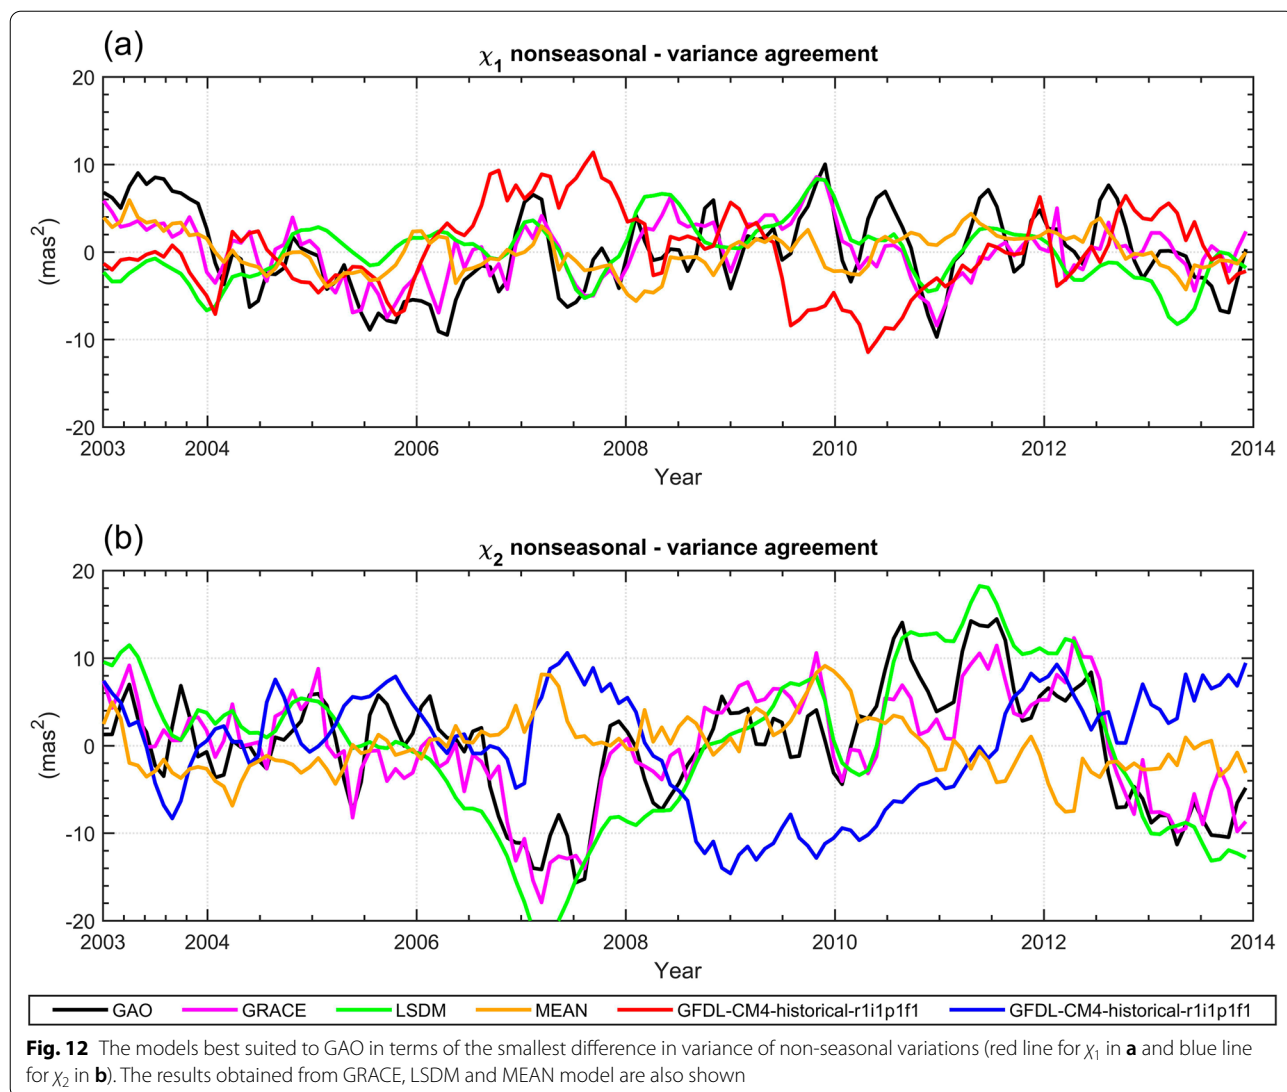 (a)
χ1 nonseasonal - variance agreement
20
10
0
-10
-20
(mas2)
2003 2004 2006 2008 2010 2012 2014
Year
(b)
χ2 nonseasonal - variance agreement
20
10
0
-10
-20
(mas2)
2003 2004 2006 2008 2010 2012 2014
Year
GAO GRACE LSDM MEAN GFDL-CM4-historical-r1i1p1f1 GFDL-CM4-historical-r1i1p1f1
Fig. 12 The models best suited to GAO in terms of the smallest difference in variance of non-seasonal variations (red line for χ1 in a and blue line
for χ2 in b). The results obtained from GRACE, LSDM and MEAN model are also shown